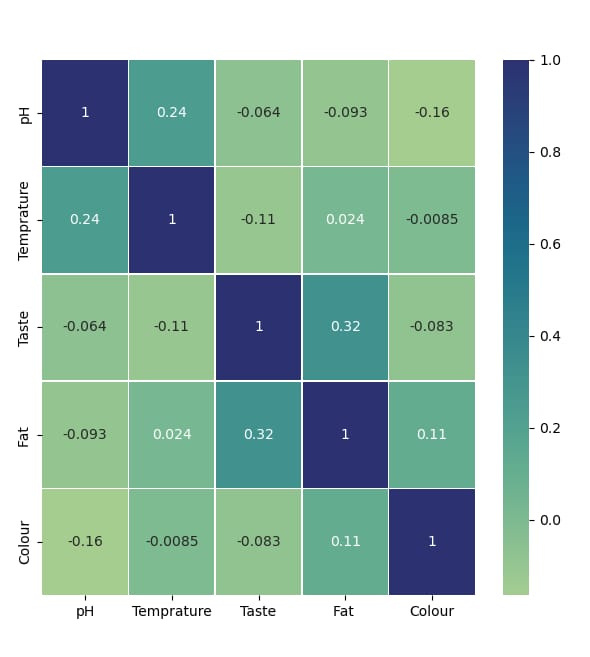 pH 1 0.24 -0.064 -0.093 -0.16
Temprature 0.24 1 -0.11 0.024 -0.0085
Taste -0.064 -0.11 1 0.32 -0.083
Fat -0.093 0.024 0.32 1 0.11
Colour -0.16 -0.0085 -0.083 0.11 1
pH Temprature Taste Fat Colour
1.0
0.8
0.6
0.4
0.2
0.0